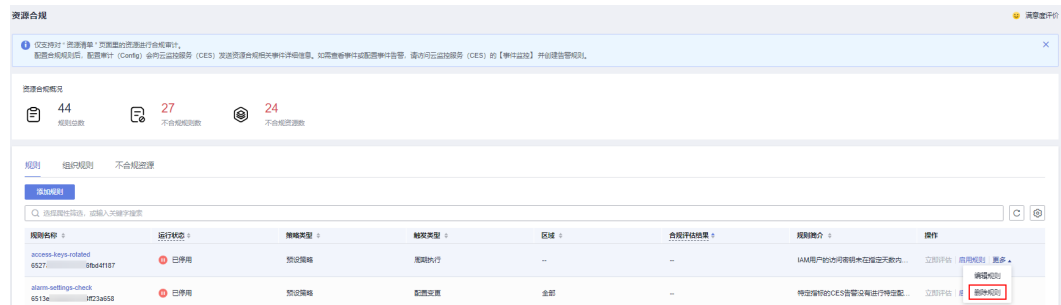 资源合规
满意度评价
仅支持对“资源清单”页面里的资源进行合规审计。
配置合规规则后，配置审计（Config）会向云监控服务（CES）发送资源合规相关事件详细信息。如需查看事件或配置事件告警，请访问云监控服务（CES）的【事件监控】并创建告警规则。
资源合规概况
44
规则总数
27
不合规规则数
24
不合规资源数
规则 组织规则 不合规资源
添加规则
选择属性筛选，或输入关键字搜索
规则名称 运行状态 策略类型 触发类型 区域 合规评估结果 规则简介 操作
access-keys-rotated
6527 6fbd4f187
已停用 预设策略 周期执行 -- -- IAM用户的访问密钥未在指定天数内... 立即评估 启用规则 更多
编辑规则
删除规则
alarm-settings-check
6513e 4ff23a658
已停用 预设策略 配置变更 全部 -- 特定指标的CES告警没有进行特定配... 立即评估